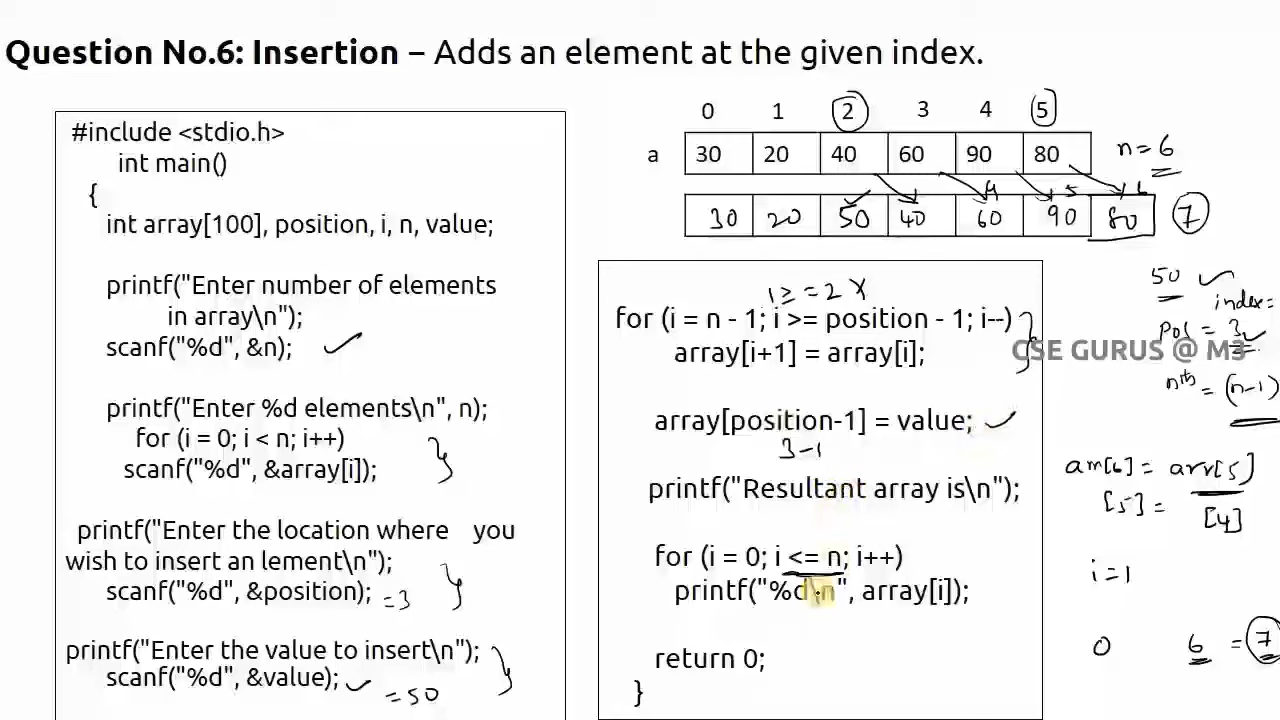 Question No.6: Insertion – Adds an element at the given index.
#include <stdio.h>
int main()
{
int array[100], position, i, n, value;
printf("Enter number of elements
in array\n");
scanf("%d", &n);
printf("Enter %d elements\n", n);
for (i = 0; i < n; i++)
scanf("%d", &array[i]);
printf("Enter the location where you
wish to insert an lement\n");
scanf("%d", &position); =3
printf("Enter the value to insert\n");
scanf("%d", &value); =50
0 1 2 3 4 5
a 30 20 40 60 90 80 n=6
4 5 6
30 20 50 40 60 90 80 7
for (i = n - 1; i >= position - 1; i--)
array[i+1] = array[i];
array[position-1] = value;
3-1
printf("Resultant array is\n");
for (i = 0; i <= n; i++)
printf("%d\n", array[i]);
return 0;
}
50
index=
pos = 3
CSE GURUS @ M3
nth = (n-1)
arr[6] = arr[5]
[5] = [4]
i=1
0 6 = 7